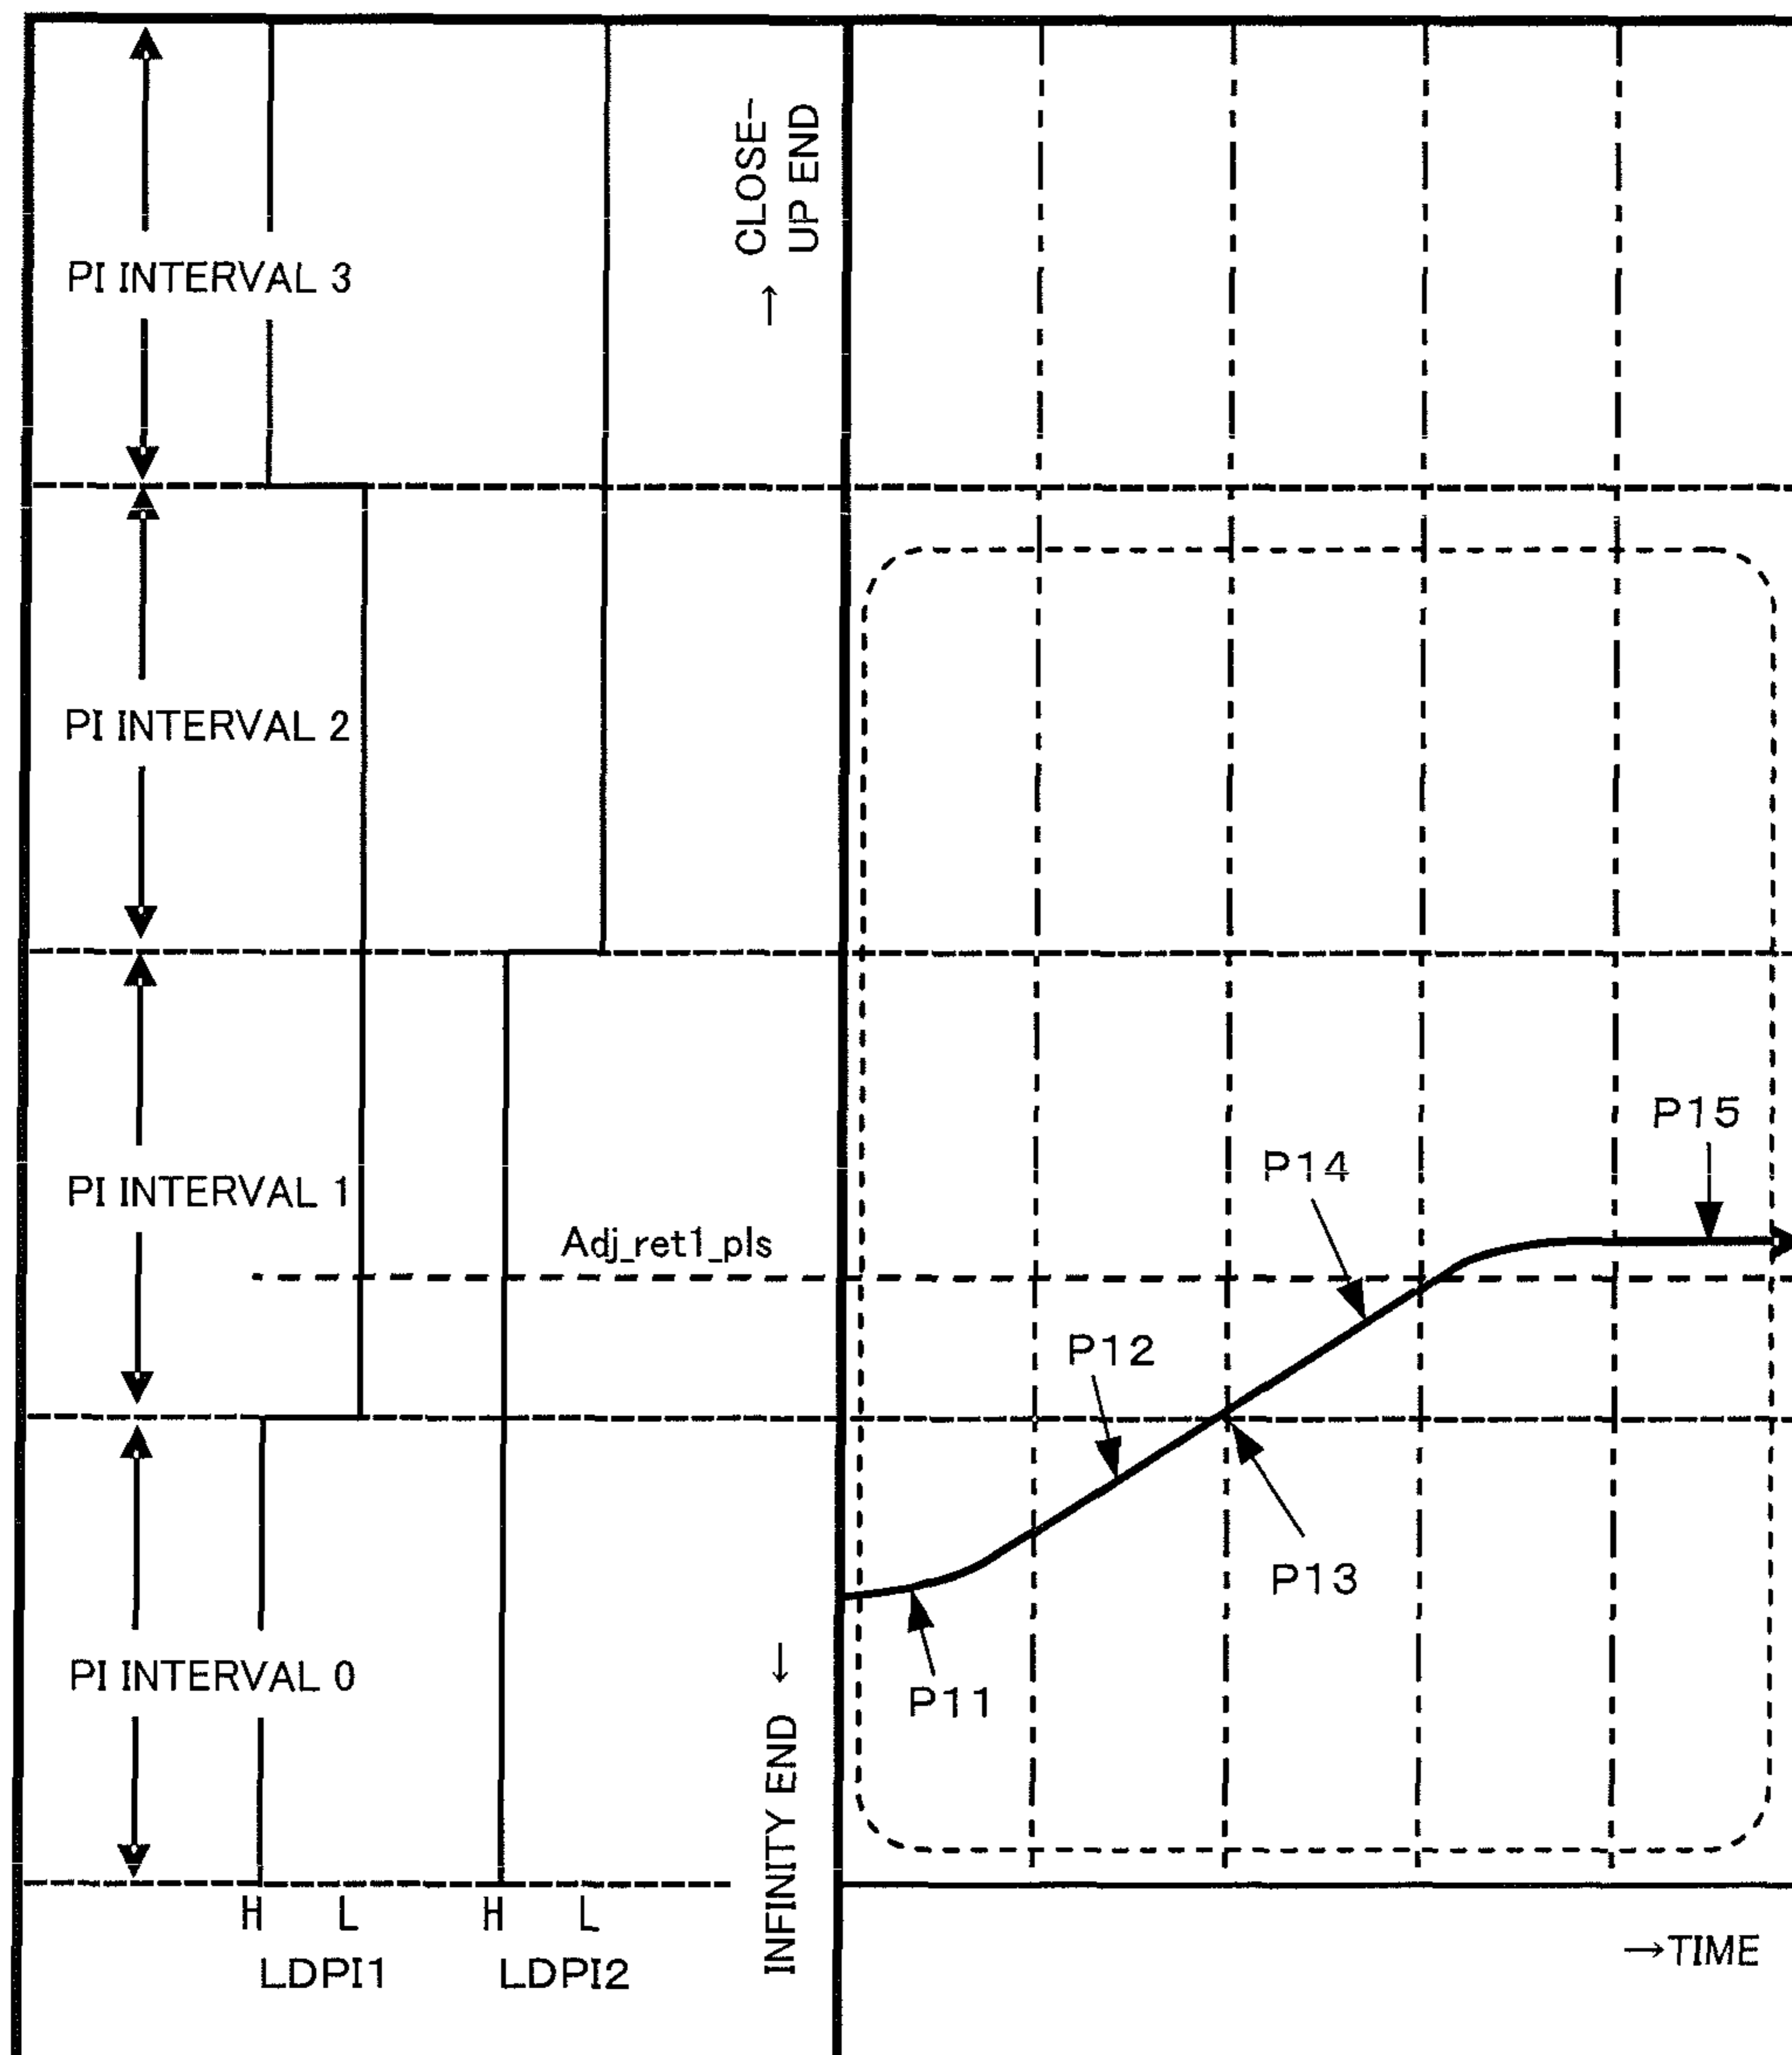 CLOSE-
UP END
→
PI INTERVAL 3
PI INTERVAL 2
P15
P14
PI INTERVAL 1
Adj_ret1_pls
P12
P13
PI INTERVAL 0
P11
INFINITY END ←
H L H L
LDPI1 LDPI2
→TIME